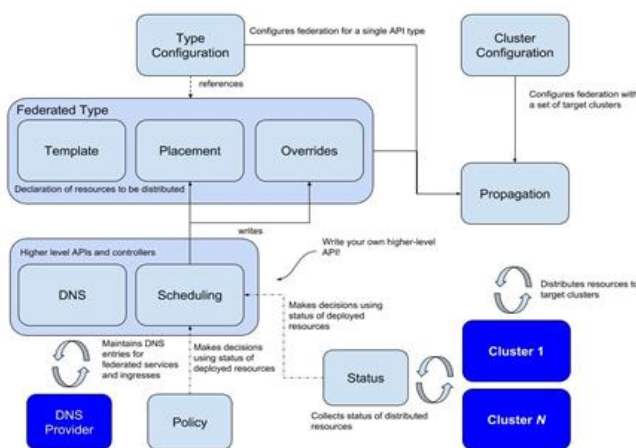 Type
Configuration
Configures federation for a single API type
Cluster
Configuration
references
Configures federation with
a set of target clusters
Federated Type
Template
Placement
Overrides
Declaration of resources to be distributed
Propagation
writes
Write your own higher-level
API!
Higher level APIs and controllers
DNS
Scheduling
Distributes resources to
target clusters
Makes decisions using
status of deployed
resources
Maintains DNS
entries for
federated services
and ingresses
Makes decisions
using status of
deployed resources
Cluster 1
Status
Collects status of distributed
resources
DNS
Provider
Policy
Cluster N